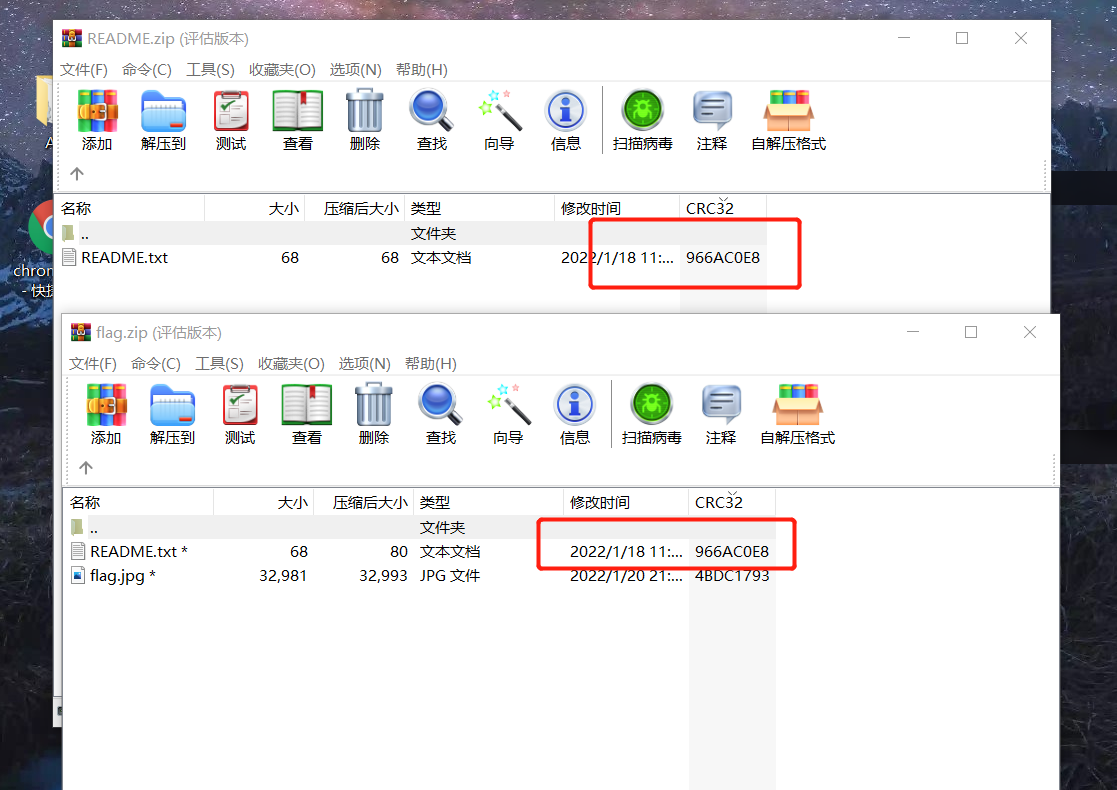 README.zip (评估版本)
文件(F) 命令(C) 工具(S) 收藏夹(O) 选项(N) 帮助(H)
添加 解压到 测试 查看 删除 查找 向导 信息 扫描病毒 注释 自解压格式
名称 大小 压缩后大小 类型 修改时间 CRC32
.. 文件夹
README.txt 68 68 文本文档 2022/1/18 11:... 966AC0E8
chron
- 快捷
flag.zip (评估版本)
文件(F) 命令(C) 工具(S) 收藏夹(O) 选项(N) 帮助(H)
添加 解压到 测试 查看 删除 查找 向导 信息 扫描病毒 注释 自解压格式
名称 大小 压缩后大小 类型 修改时间 CRC32
.. 文件夹
README.txt * 68 80 文本文档 2022/1/18 11:... 966AC0E8
flag.jpg * 32,981 32,993 JPG 文件 2022/1/20 21:... 4BDC1793